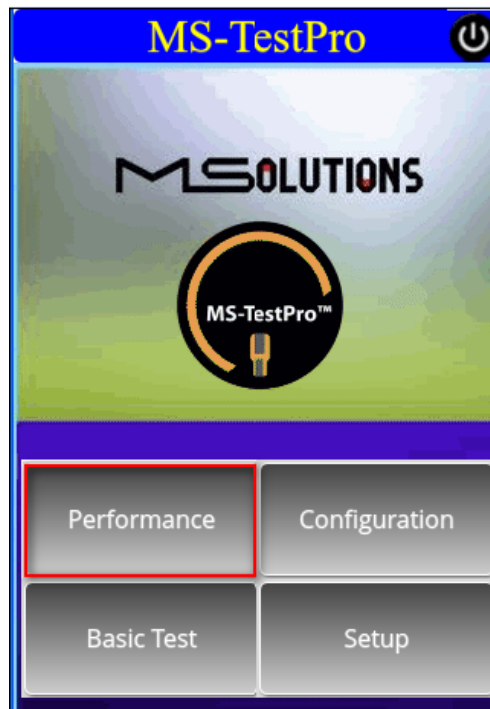 MS-TestPro
MSOLUTIONS
MS-TestPro™
Performance
Configuration
Basic Test
Setup